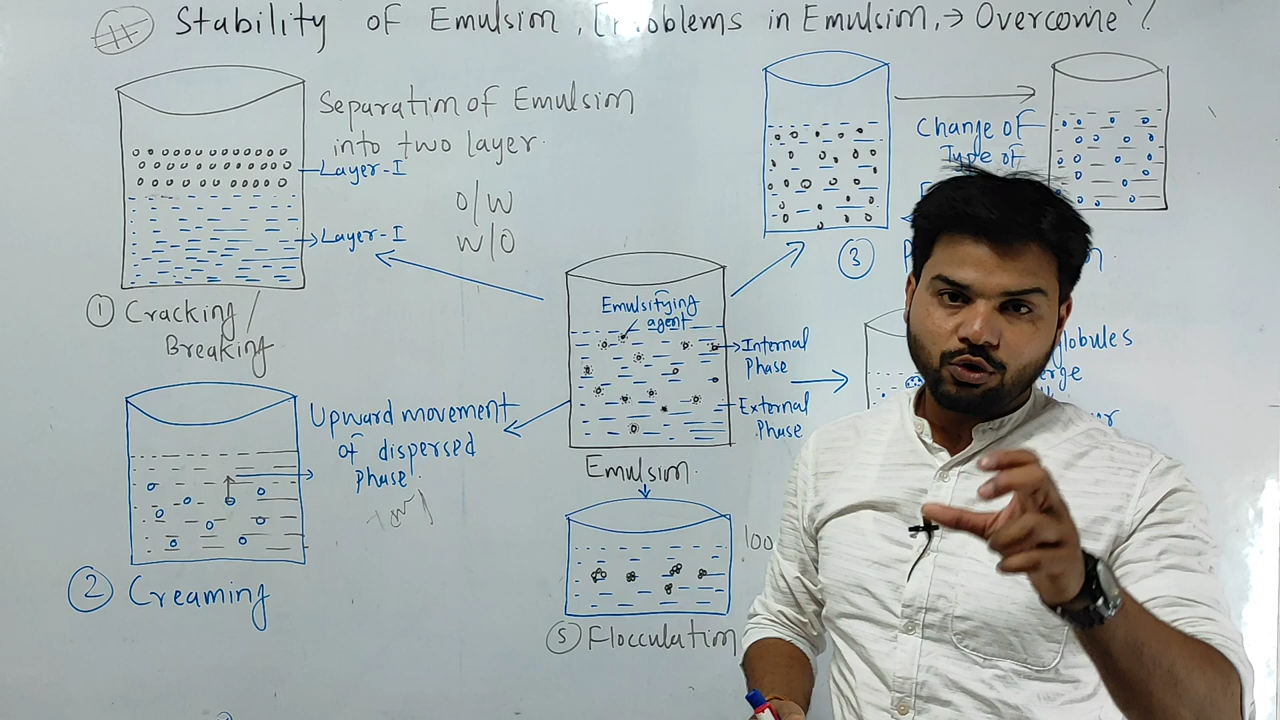 Stability of Emulsim, Problems in Emulsim, → Overcome ?
Separatim of Emulsim
into two layer.
Layer-I
O/W
W/O
Layer-I
① Cracking /
Breaking
Upward movement
of dispersed
phase.
② Creaming
Emulsifying
agent
Internal
Phase
External
Phase
Emulsim.
100
⑤ Flocculation
Change of
Type of
③
globules